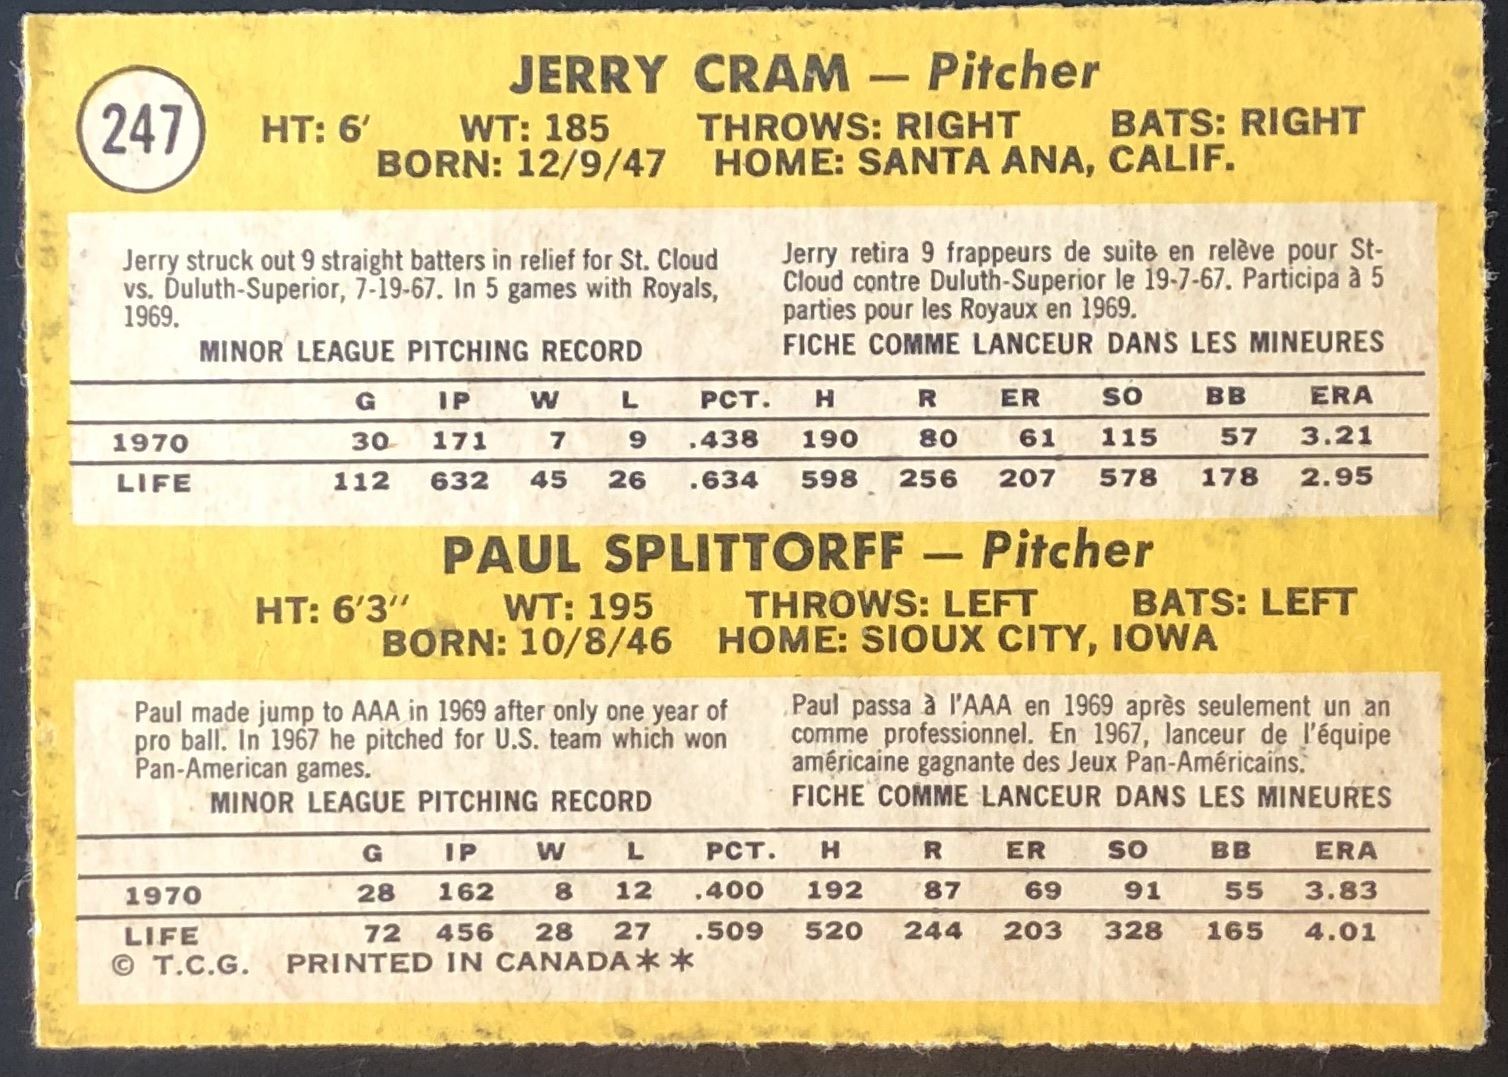 247
JERRY CRAM — Pitcher
HT: 6' WT: 185 THROWS: RIGHT BATS: RIGHT
BORN: 12/9/47 HOME: SANTA ANA, CALIF.
Jerry struck out 9 straight batters in relief for St. Cloud
vs. Duluth-Superior, 7-19-67. In 5 games with Royals,
1969.
MINOR LEAGUE PITCHING RECORD
Jerry retira 9 frappeurs de suite en relève pour St-
Cloud contre Duluth-Superior le 19-7-67. Participa à 5
parties pour les Royaux en 1969.
FICHE COMME LANCEUR DANS LES MINEURES
G IP W L PCT. H R ER SO BB ERA
1970 30 171 7 9 .438 190 80 61 115 57 3.21
LIFE 112 632 45 26 .634 598 256 207 578 178 2.95
PAUL SPLITTORFF — Pitcher
HT: 6'3'' WT: 195 THROWS: LEFT BATS: LEFT
BORN: 10/8/46 HOME: SIOUX CITY, IOWA
Paul made jump to AAA in 1969 after only one year of
pro ball. In 1967 he pitched for U.S. team which won
Pan-American games.
MINOR LEAGUE PITCHING RECORD
Paul passa à l'AAA en 1969 après seulement un an
comme professionnel. En 1967, lanceur de l'équipe
américaine gagnante des Jeux Pan-Américains.
FICHE COMME LANCEUR DANS LES MINEURES
G IP W L PCT. H R ER SO BB ERA
1970 28 162 8 12 .400 192 87 69 91 55 3.83
LIFE 72 456 28 27 .509 520 244 203 328 165 4.01
© T.C.G. PRINTED IN CANADA**